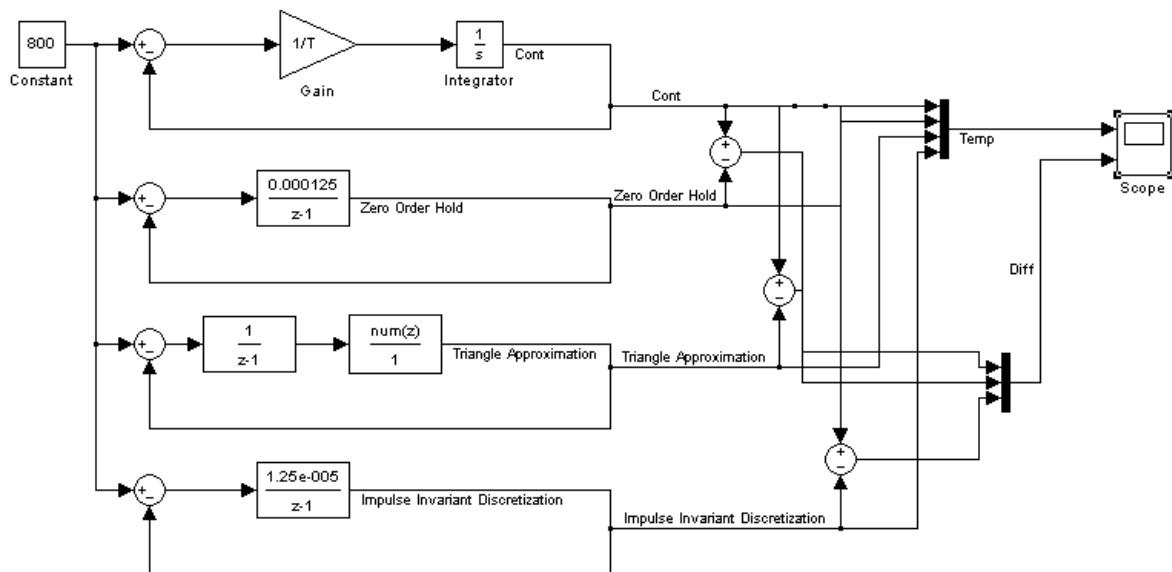 800
Constant
+
−
1/T
Gain
1
s
Integrator
Cont
Cont
+
−
Temp
Scope
+
−
0.000125
z-1
Zero Order Hold
Zero Order Hold
+
−
Diff
+
−
1
z-1
num(z)
1
Triangle Approximation
Triangle Approximation
+
−
+
−
1.25e-005
z-1
Impulse Invariant Discretization
Impulse Invariant Discretization